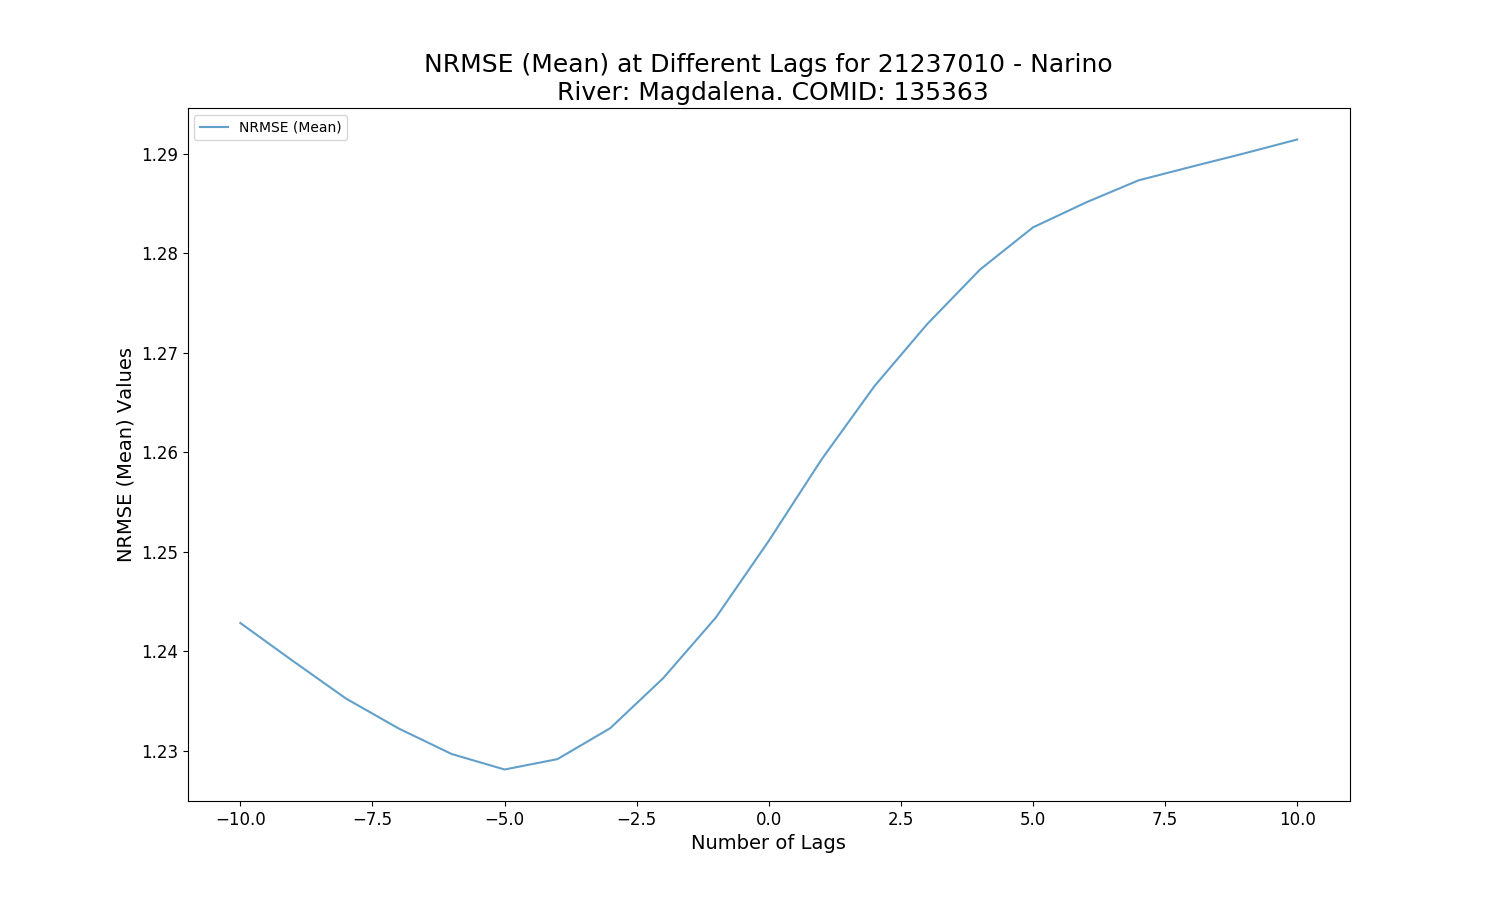 NRMSE (Mean) at Different Lags for 21237010 - Narino
River: Magdalena. COMID: 135363
NRMSE (Mean)
1.29
1.28
1.27
1.26
1.25
1.24
1.23
NRMSE (Mean) Values
−10.0 −7.5 −5.0 −2.5 0.0 2.5 5.0 7.5 10.0
Number of Lags